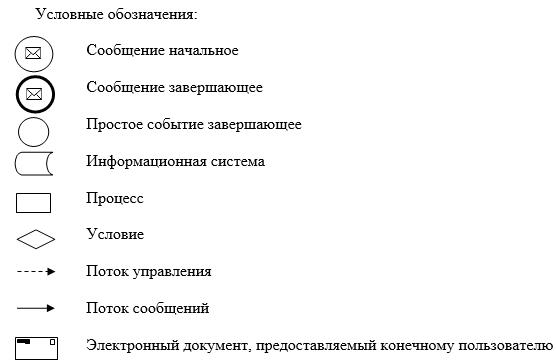 Условные обозначения:
Сообщение начальное
Сообщение завершающее
Простое событие завершающее
Информационная система
Процесс
Условие
Поток управления
Поток сообщений
Электронный документ, предоставляемый конечному пользователю